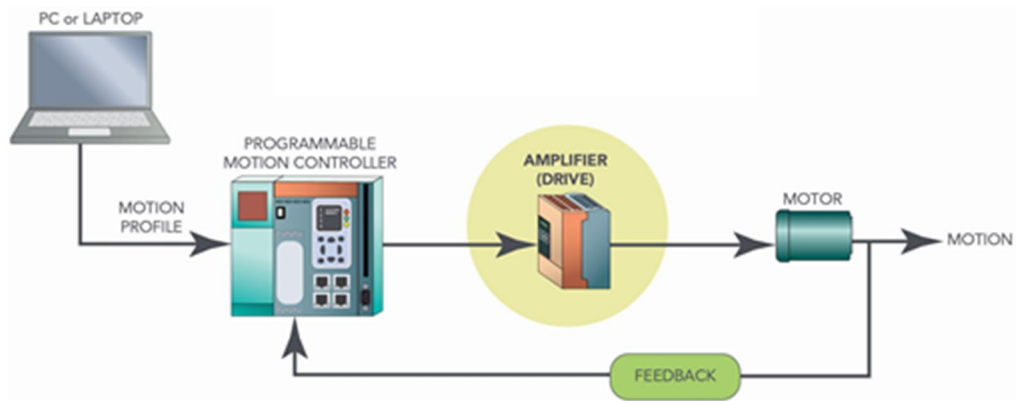 PC or LAPTOP
PROGRAMMABLE
MOTION CONTROLLER
MOTION
PROFILE
AMPLIFIER
(DRIVE)
MOTOR
MOTION
FEEDBACK